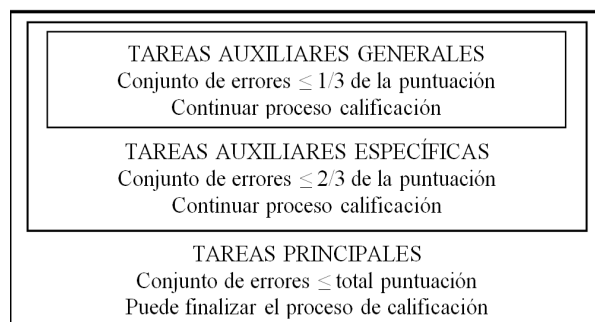 TAREAS AUXILIARES GENERALES
Conjunto de errores ≤ 1/3 de la puntuación
Continuar proceso calificación
TAREAS AUXILIARES ESPECÍFICAS
Conjunto de errores ≤ 2/3 de la puntuación
Continuar proceso calificación
TAREAS PRINCIPALES
Conjunto de errores ≤ total puntuación
Puede finalizar el proceso de calificación